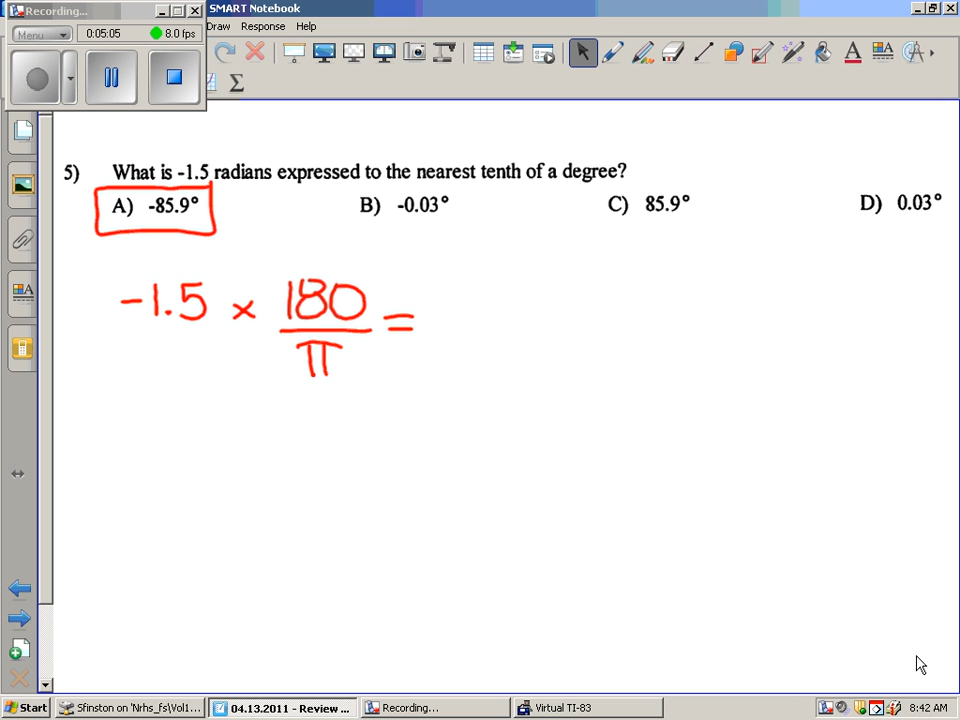 Recording...
SMART Notebook
Menu
0:05:05
8.0 fps
Draw Response Help
5) What is -1.5 radians expressed to the nearest tenth of a degree?
A) -85.9° B) -0.03° C) 85.9° D) 0.03°
-1.5 × 180/π =
Start
Sfinston on 'Nrhs_fs\Vol1...
04.13.2011 - Review ...
Recording...
Virtual TI-83
8:42 AM